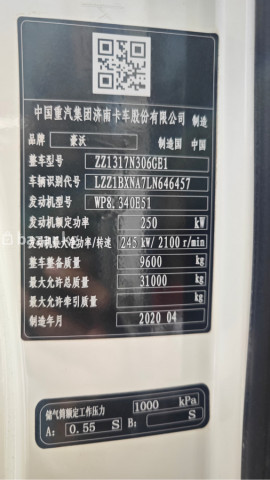 中国重汽集团济南卡车股份有限公司 制造
品牌 豪沃 制造国 中国
整车型号 ZZ1317N306GE1
车辆识别代号 LZZ1BXNA7LN646457
发动机型号 WP8.340E51
发动机额定功率 250 kW
发动机最大净功率/转速 245 kW/2100 r/min
整车整备质量 9600 kg
最大允许总质量 31000 kg
最大允许牵引质量 kg
制造年月 2020 04
储气筒额定工作压力 1000 kPa
A: 0.55 S B: S